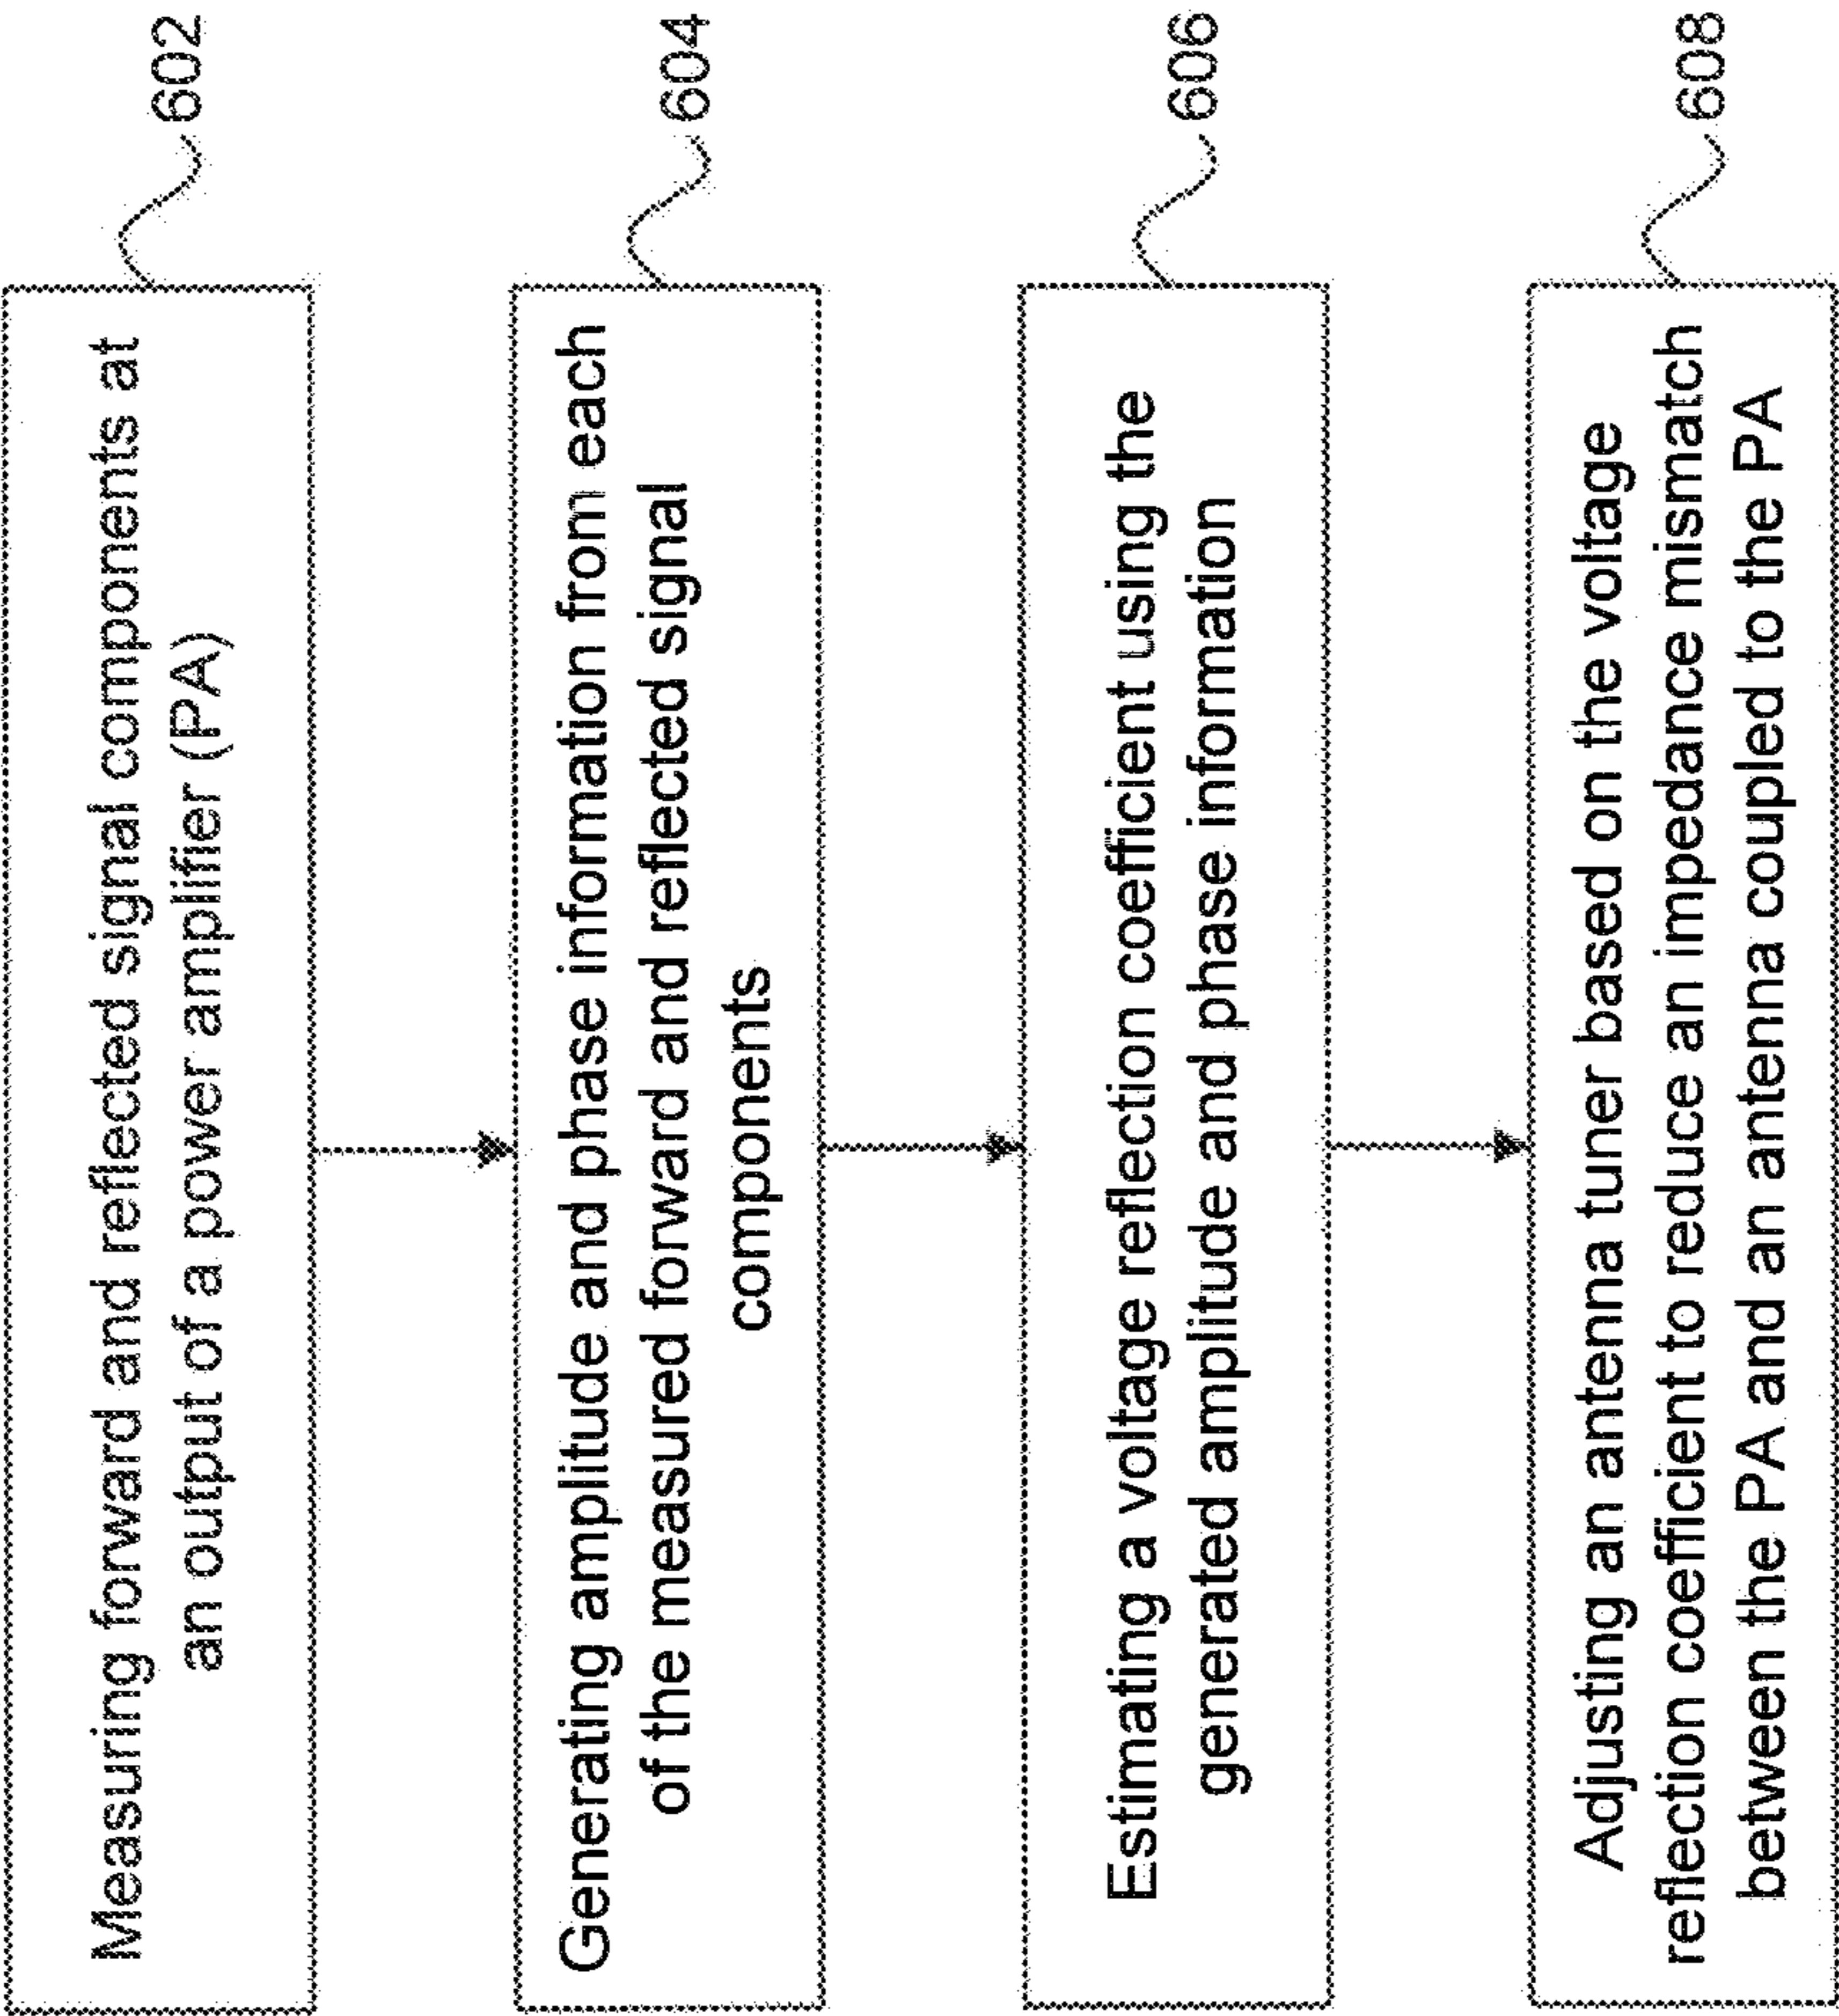 Measuring forward and reflected signal components at
an output of a power amplifier (PA)
602
Generating amplitude and phase information from each
of the measured forward and reflected signal
components
604
Estimating a voltage reflection coefficient using the
generated amplitude and phase information
606
Adjusting an antenna tuner based on the voltage
reflection coefficient to reduce an impedance mismatch
between the PA and an antenna coupled to the PA
608